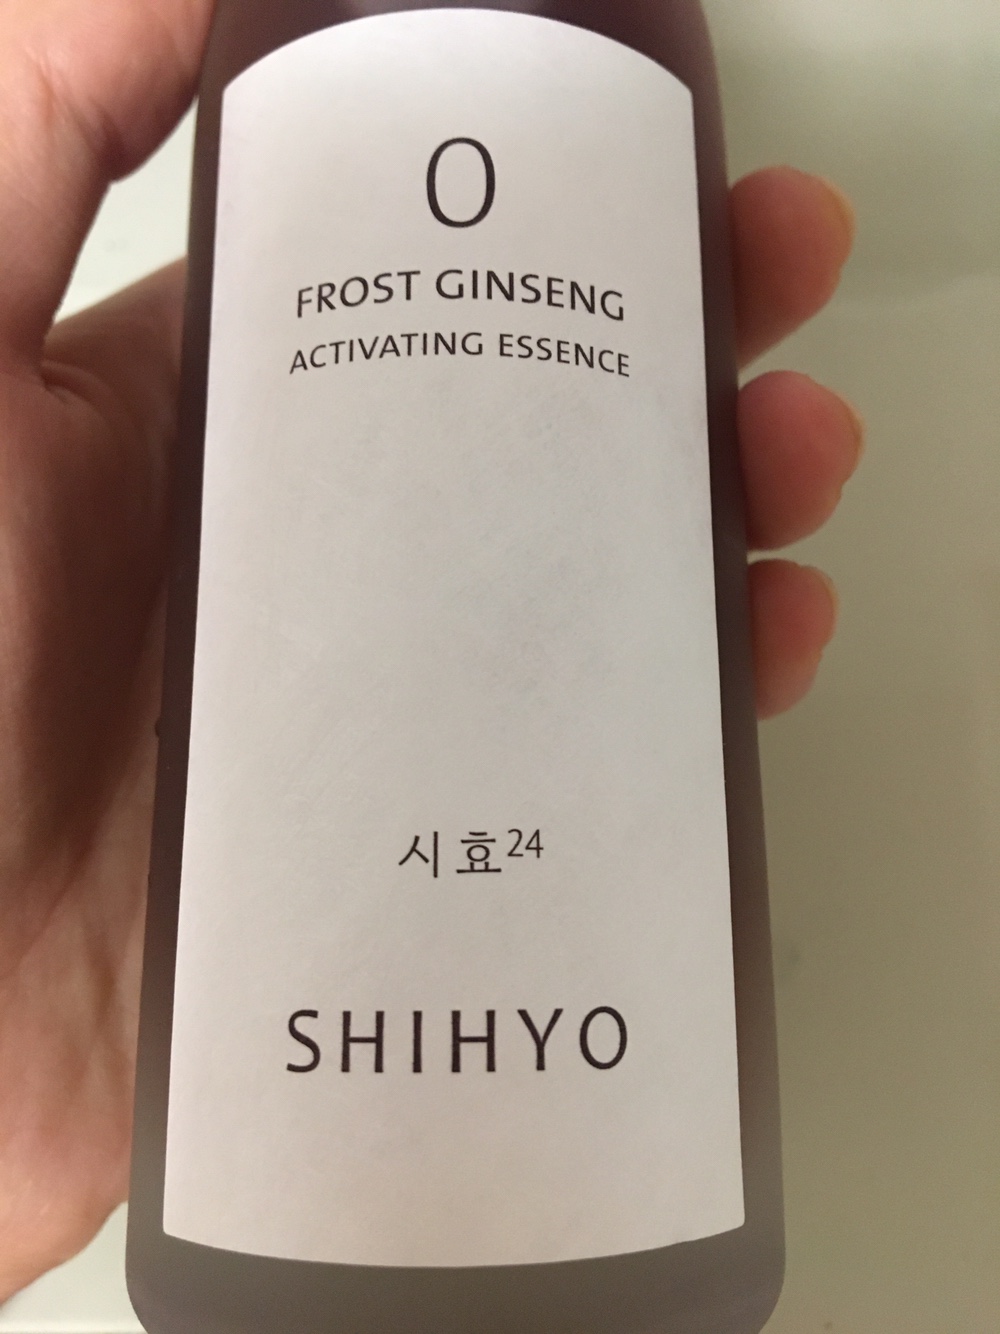 0
FROST GINSENG
ACTIVATING ESSENCE
시효24
SHIHYO